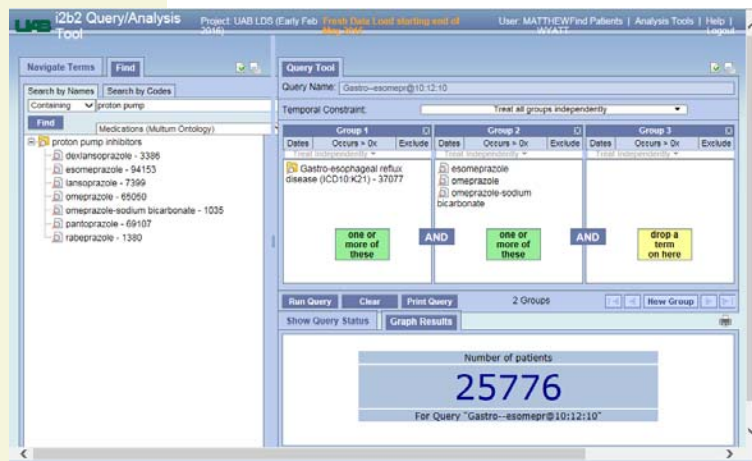 UAB i2b2 Query/Analysis Tool
Project: UAB LDS (Early Feb 2016)
Fresh Data Load starting end of May 2016
User: MATTHEW WYATT
Find Patients | Analysis Tools | Help | Logout
Navigate Terms
Find
Search by Names
Search by Codes
Containing
proton pump
Find
Medications (Multum Ontology)
proton pump inhibitors
dexlansoprazole - 3386
esomeprazole - 94153
lansoprazole - 7399
omeprazole - 65050
omeprazole-sodium bicarbonate - 1035
pantoprazole - 69107
rabeprazole - 1380
Query Tool
Query Name: Gastro--esomepr@10:12:10
Temporal Constraint: Treat all groups independently
Group 1
Dates Occurs > 0x Exclude
Treat Independently
Gastro-esophageal reflux
disease (ICD10:K21) - 37077
one or
more of
these
AND
Group 2
Dates Occurs > 0x Exclude
Treat Independently
esomeprazole
omeprazole
omeprazole-sodium
bicarbonate
one or
more of
these
AND
Group 3
Dates Occurs > 0x Exclude
Treat Independently
drop a
term
on here
Run Query
Clear
Print Query
2 Groups
New Group
Show Query Status
Graph Results
Number of patients
25776
For Query "Gastro--esomepr@10:12:10"